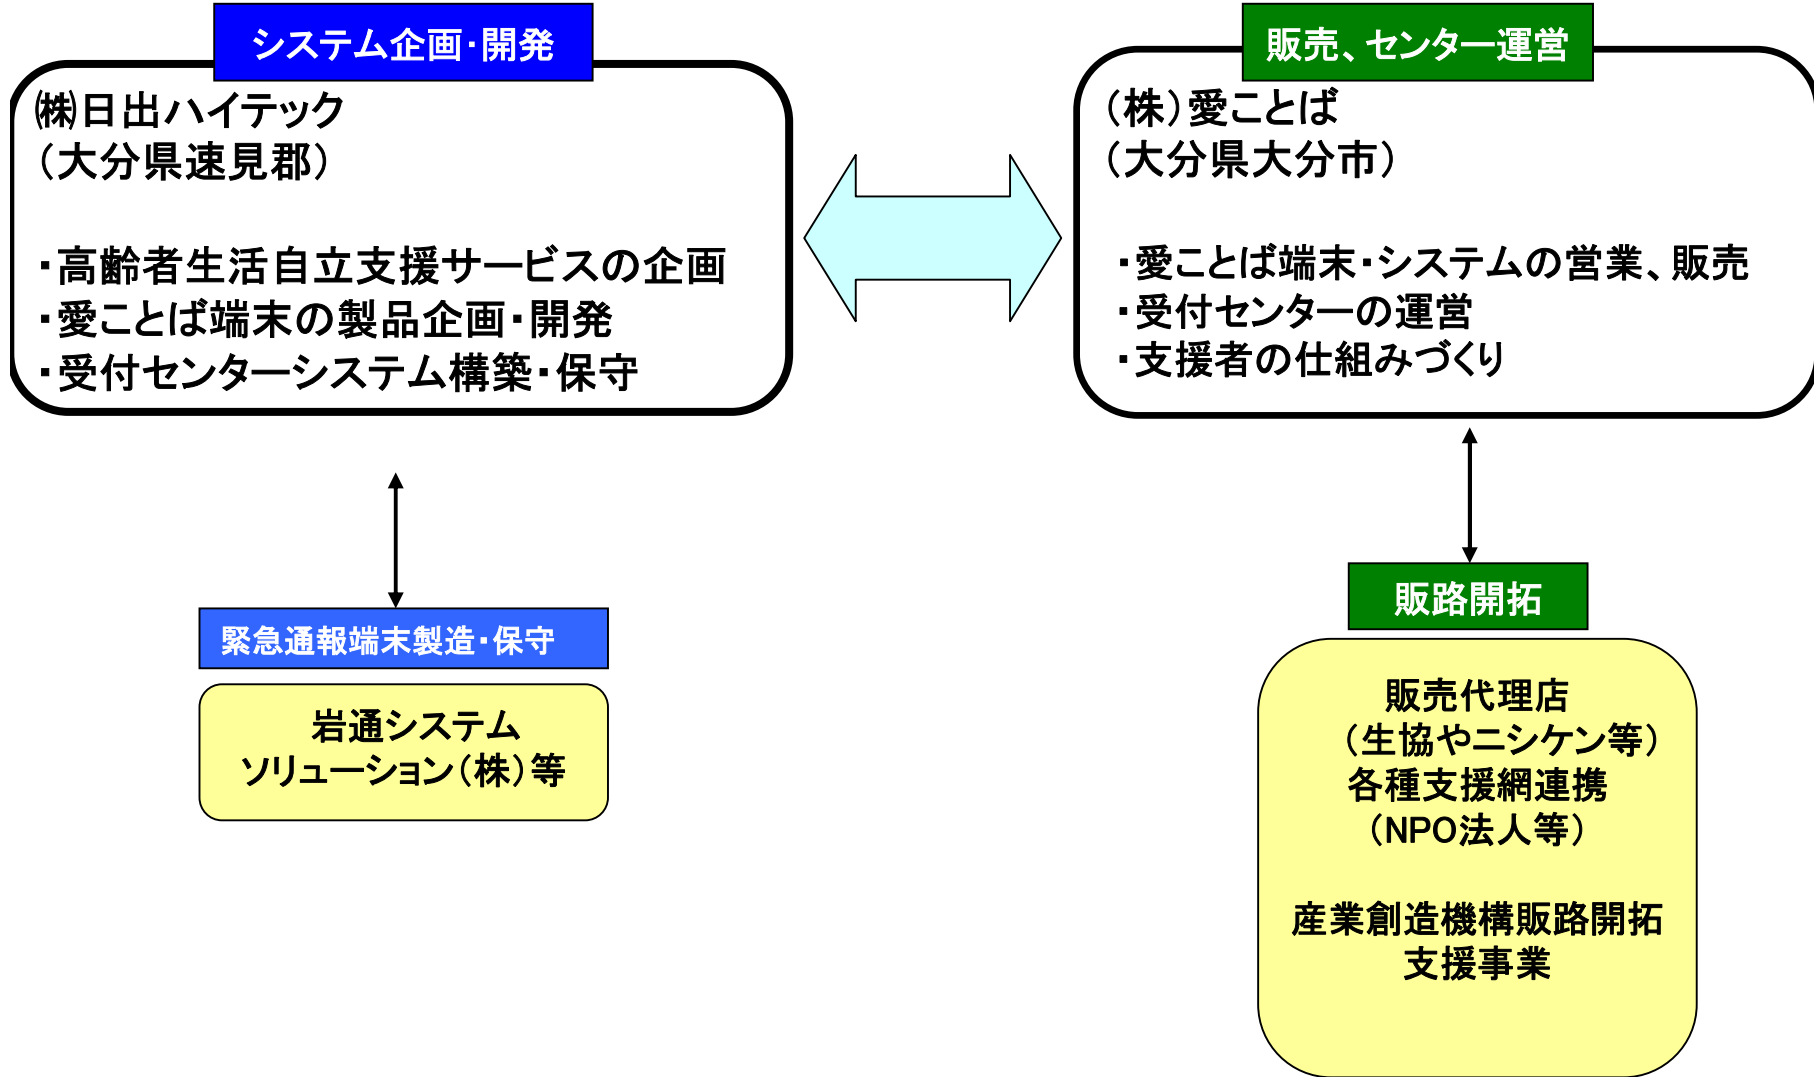 システム企画・開発
㈱日出ハイテック
（大分県速見郡）
・高齢者生活自立支援サービスの企画
・愛ことば端末の製品企画・開発
・受付センターシステム構築・保守
販売、センター運営
（株）愛ことば
（大分県大分市）
・愛ことば端末・システムの営業、販売
・受付センターの運営
・支援者の仕組みづくり
緊急通報端末製造・保守
岩通システム
ソリューション（株）等
販路開拓
販売代理店
（生協やニシケン等）
各種支援網連携
（NPO法人等）
産業創造機構販路開拓
支援事業